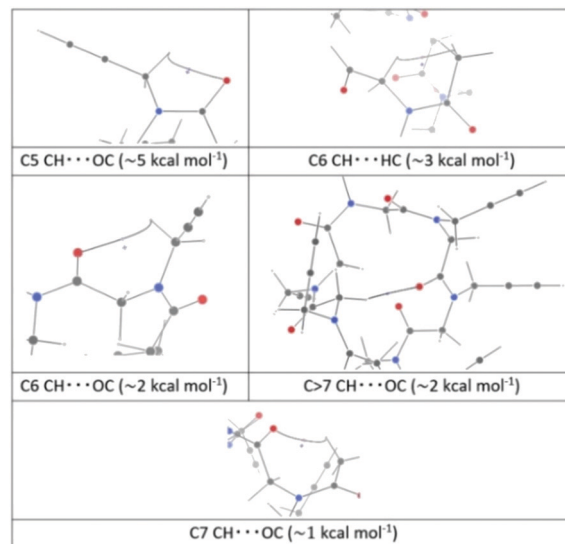 C5 CH···OC (~5 kcal mol⁻¹)
C6 CH···HC (~3 kcal mol⁻¹)
C6 CH···OC (~2 kcal mol⁻¹)
C>7 CH···OC (~2 kcal mol⁻¹)
C7 CH···OC (~1 kcal mol⁻¹)